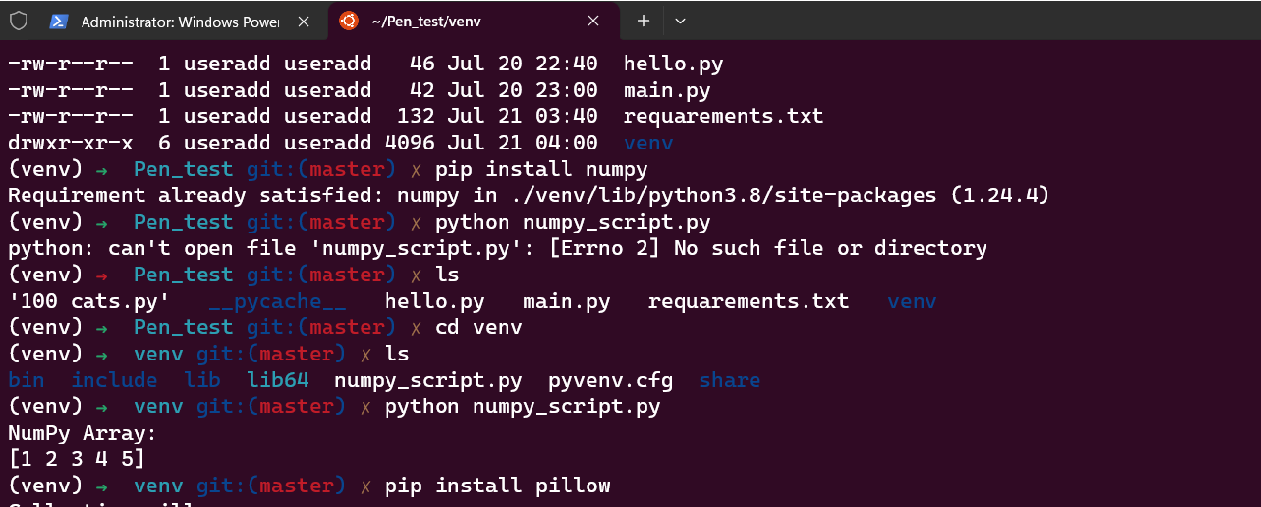 Administrator: Windows Power
~/Pen_test/venv
-rw-r--r-- 1 useradd useradd 46 Jul 20 22:40 hello.py
-rw-r--r-- 1 useradd useradd 42 Jul 20 23:00 main.py
-rw-r--r-- 1 useradd useradd 132 Jul 21 03:40 requarements.txt
drwxr-xr-x 6 useradd useradd 4096 Jul 21 04:00 venv
(venv) → Pen_test git:(master) ✗ pip install numpy
Requirement already satisfied: numpy in ./venv/lib/python3.8/site-packages (1.24.4)
(venv) → Pen_test git:(master) ✗ python numpy_script.py
python: can't open file 'numpy_script.py': [Errno 2] No such file or directory
(venv) → Pen_test git:(master) ✗ ls
'100 cats.py' __pycache__ hello.py main.py requarements.txt venv
(venv) → Pen_test git:(master) ✗ cd venv
(venv) → venv git:(master) ✗ ls
bin include lib lib64 numpy_script.py pyvenv.cfg share
(venv) → venv git:(master) ✗ python numpy_script.py
NumPy Array:
[1 2 3 4 5]
(venv) → venv git:(master) ✗ pip install pillow